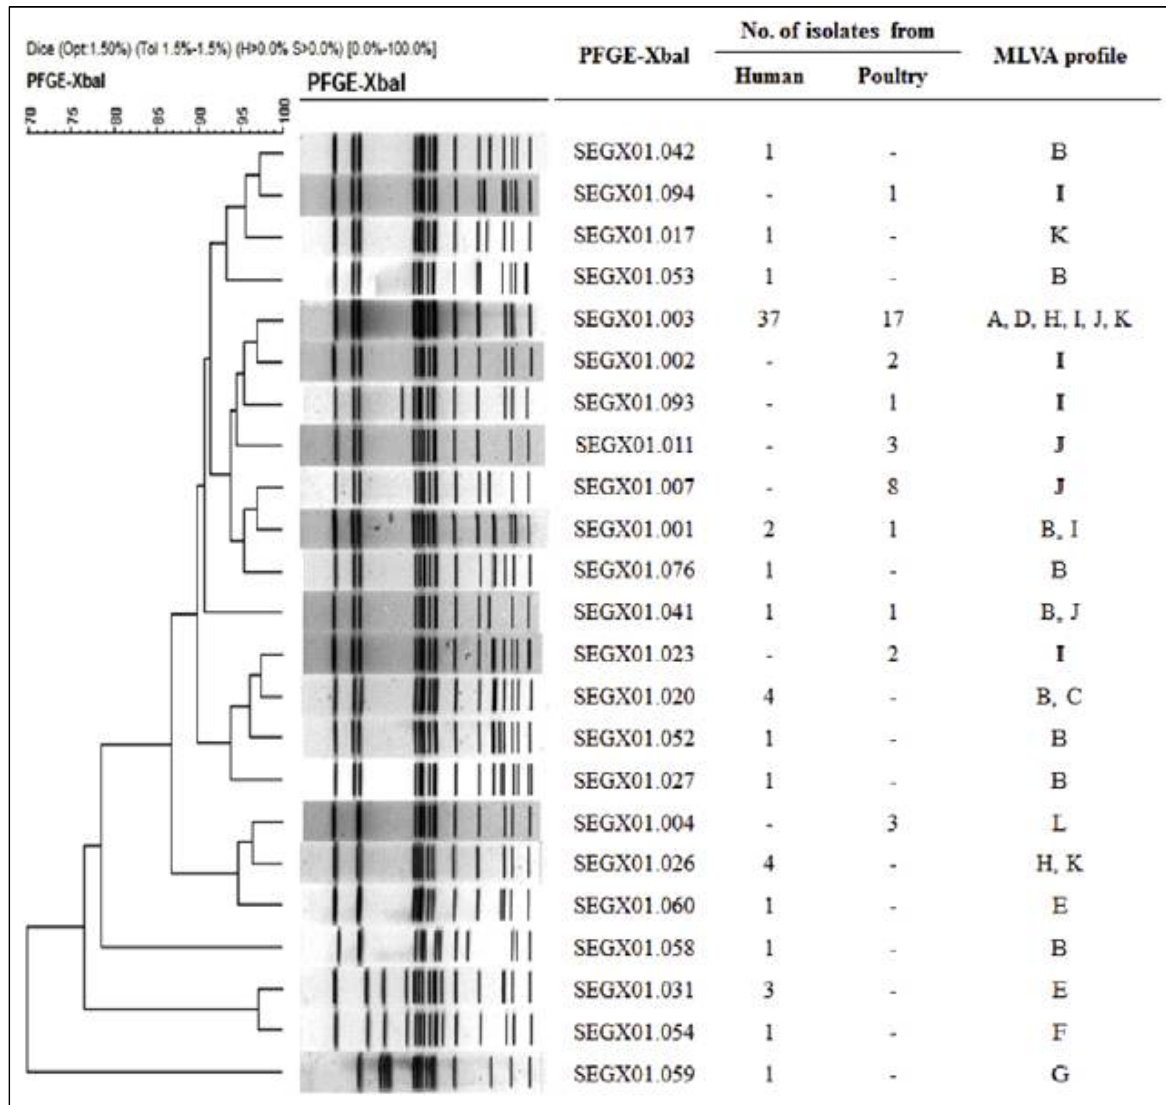 Dice (Opt:1.50%) (Tol 1.5%-1.5%) (H>0.0% S>0.0%) [0.0%-100.0%]
PFGE-XbaI PFGE-XbaI
70 75 80 85 90 95 100
PFGE-XbaI No. of isolates from MLVA profile
Human Poultry
SEGX01.042 1 - B
SEGX01.094 - 1 I
SEGX01.017 1 - K
SEGX01.053 1 - B
SEGX01.003 37 17 A, D, H, I, J, K
SEGX01.002 - 2 I
SEGX01.093 - 1 I
SEGX01.011 - 3 J
SEGX01.007 - 8 J
SEGX01.001 2 1 B, I
SEGX01.076 1 - B
SEGX01.041 1 1 B, J
SEGX01.023 - 2 I
SEGX01.020 4 - B, C
SEGX01.052 1 - B
SEGX01.027 1 - B
SEGX01.004 - 3 L
SEGX01.026 4 - H, K
SEGX01.060 1 - E
SEGX01.058 1 - B
SEGX01.031 3 - E
SEGX01.054 1 - F
SEGX01.059 1 - G